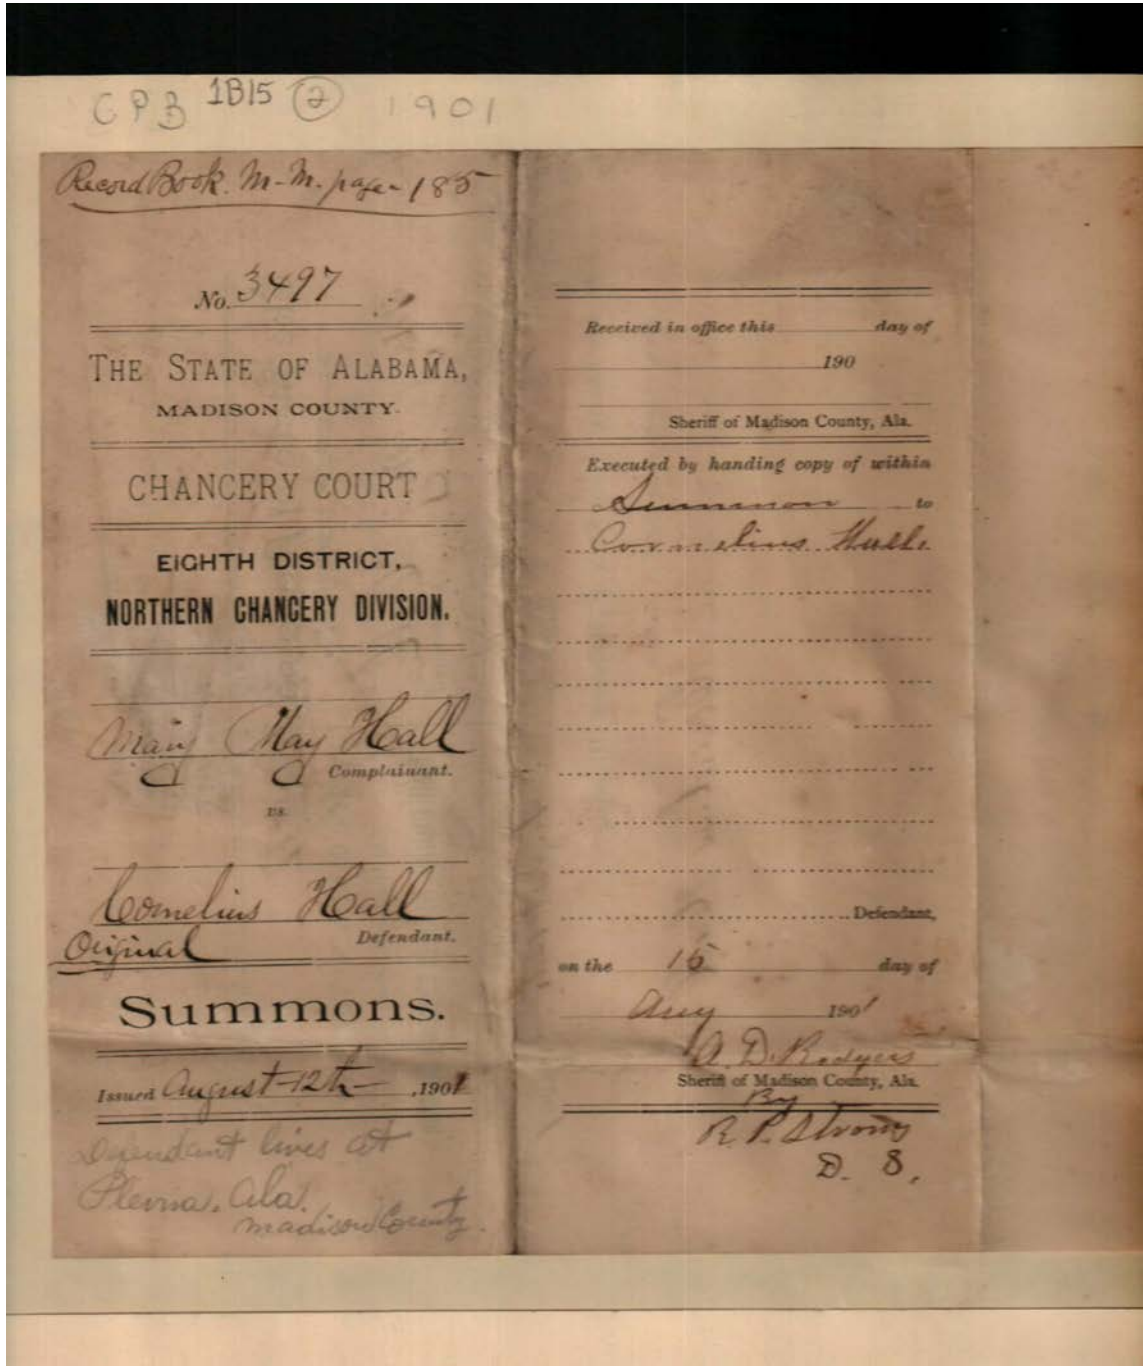 CPB 1B15 2 1901
Record Book. M-M. page- 185
No. 3497
THE STATE OF ALABAMA,
MADISON COUNTY.
CHANCERY COURT
EIGHTH DISTRICT,
NORTHERN CHANCERY DIVISION.
Mary May Hall
Complainant.
vs.
Cornelius Hall
Original Defendant.
Summons.
Issued August 12th ,1901
Defendant lives at
Plevna, Ala.
Madison County.
Received in office this day of
190
Sheriff of Madison County, Ala.
Executed by handing copy of within
Summon to
Cornelius Hall.
Defendant,
on the 15 day of
Aug 1901
A. D. Rodgers
Sheriff of Madison County, Ala.
By
R. P. Strong
D. S.